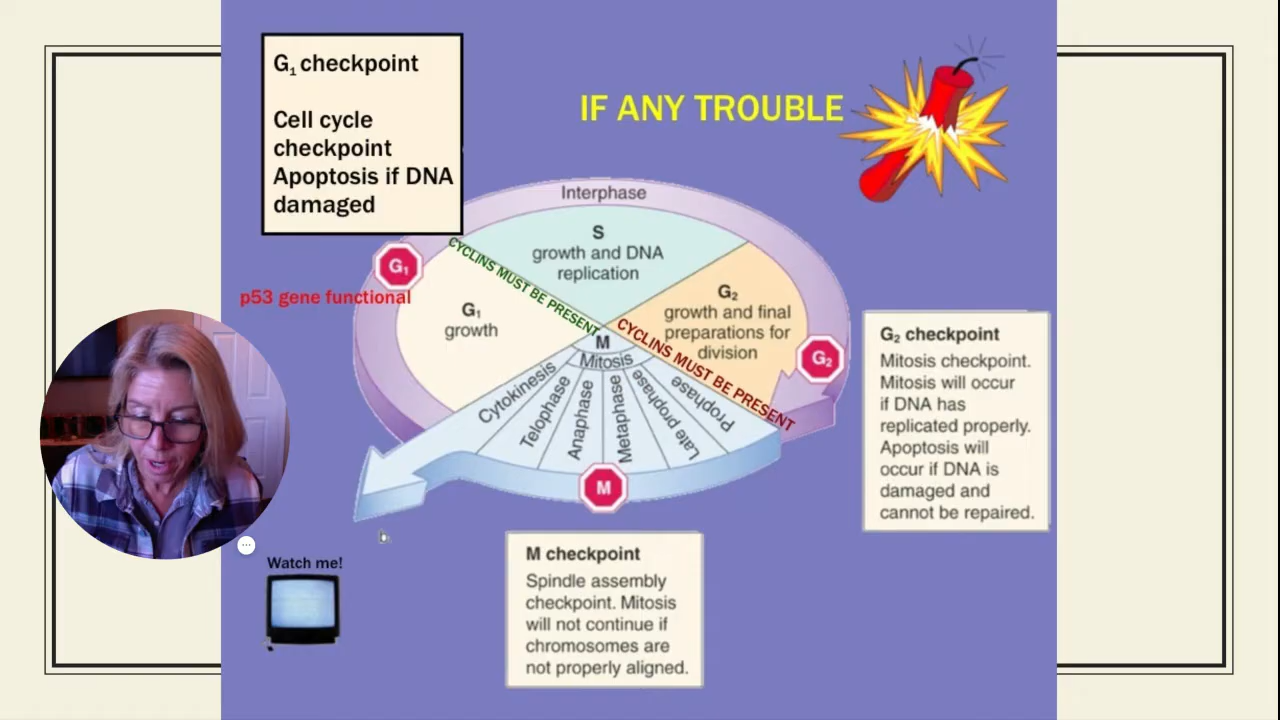 G₁ checkpoint
Cell cycle
checkpoint
Apoptosis if DNA
damaged
IF ANY TROUBLE
Interphase
S
growth and DNA
replication
G₁
p53 gene functional
G₁
growth
CYCLINS MUST BE PRESENT
G₂
growth and final
preparations for
division
G₂
CYCLINS MUST BE PRESENT
M
Mitosis
Cytokinesis
Telophase
Anaphase
Metaphase
Late prophase
Prophase
M
G₂ checkpoint
Mitosis checkpoint.
Mitosis will occur
if DNA has
replicated properly.
Apoptosis will
occur if DNA is
damaged and
cannot be repaired.
M checkpoint
Spindle assembly
checkpoint. Mitosis
will not continue if
chromosomes are
not properly aligned.
Watch me!